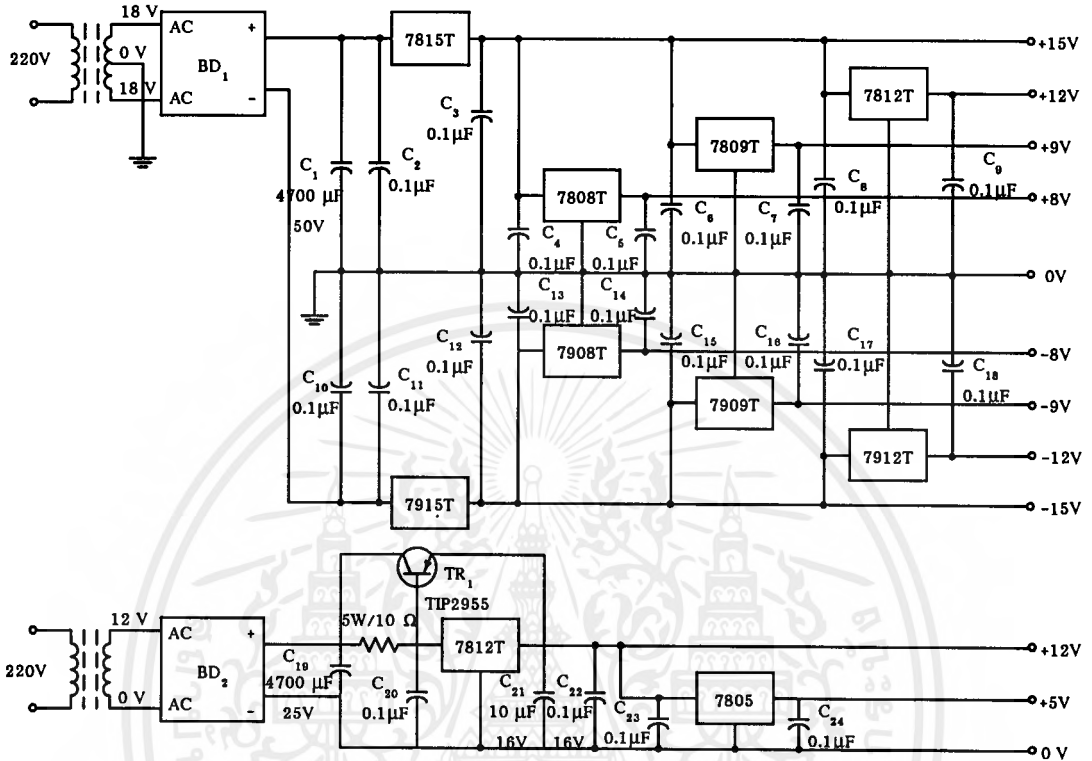 18 V
AC
+
7815T
+15V
220V
0 V
BD1
18 V
AC
-
C3
0.1µF
7812T
+12V
C1
4700 µF
50V
C2
0.1µF
7809T
+9V
C8
0.1µF
C9
0.1µF
7808T
+8V
C4
0.1µF
C5
0.1µF
C6
0.1µF
C7
0.1µF
0V
C13
0.1µF
C14
0.1µF
C12
0.1µF
7908T
C15
0.1µF
C16
0.1µF
C17
0.1µF
-8V
C10
0.1µF
C11
0.1µF
7909T
C18
0.1µF
-9V
7912T
-12V
7915T
-15V
TR1
TIP2955
12 V
AC
+
5W/10 Ω
7812T
+12V
220V
BD2
C19
4700 µF
25V
C20
0.1µF
C21
10 µF
16V
C22
0.1µF
16V
C23
0.1µF
7805
C24
0.1µF
+5V
0 V
AC
-
0 V